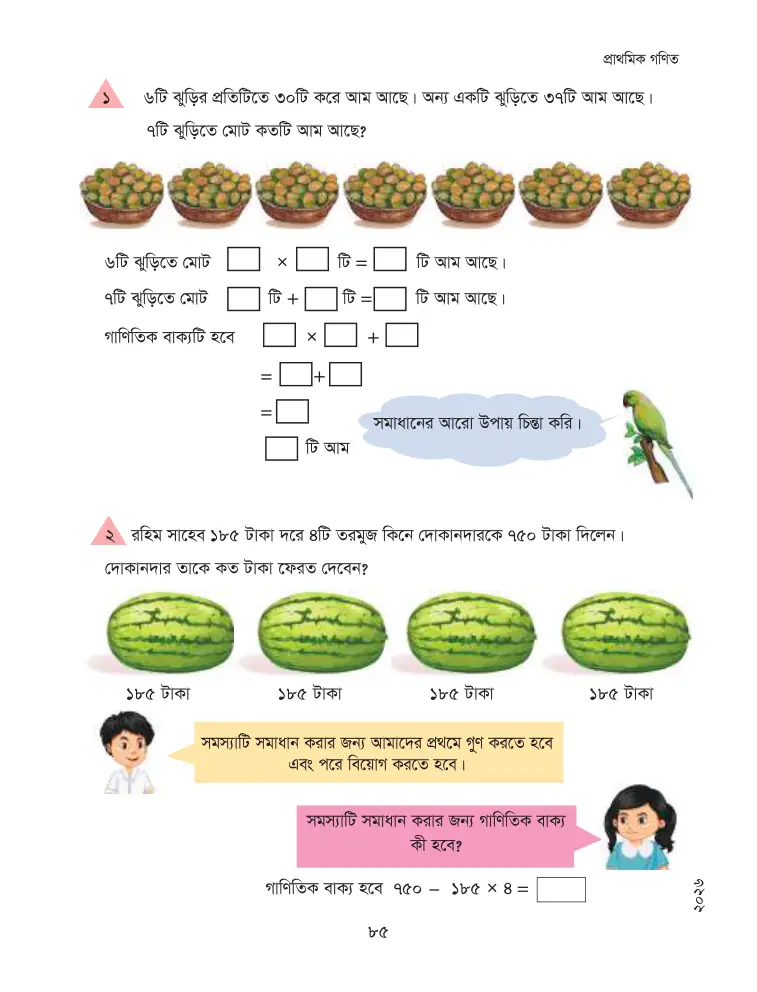 প্রাথমিক গণিত
১ ৬টি ঝুড়ির প্রতিটিতে ৩০টি করে আম আছে। অন্য একটি ঝুড়িতে ৩৭টি আম আছে।
৭টি ঝুড়িতে মোট কতটি আম আছে?
৬টি ঝুড়িতে মোট × টি = টি আম আছে।
৭টি ঝুড়িতে মোট টি + টি = টি আম আছে।
গাণিতিক বাক্যটি হবে × +
= +
=
টি আম
সমাধানের আরো উপায় চিন্তা করি।
২ রহিম সাহেব ১৮৫ টাকা দরে ৪টি তরমুজ কিনে দোকানদারকে ৭৫০ টাকা দিলেন।
দোকানদার তাকে কত টাকা ফেরত দেবেন?
১৮৫ টাকা ১৮৫ টাকা ১৮৫ টাকা ১৮৫ টাকা
সমস্যাটি সমাধান করার জন্য আমাদের প্রথমে গুণ করতে হবে
এবং পরে বিয়োগ করতে হবে।
সমস্যাটি সমাধান করার জন্য গাণিতিক বাক্য
কী হবে?
গাণিতিক বাক্য হবে ৭৫০ – ১৮৫ × ৪ =
২০২৬
৮৫